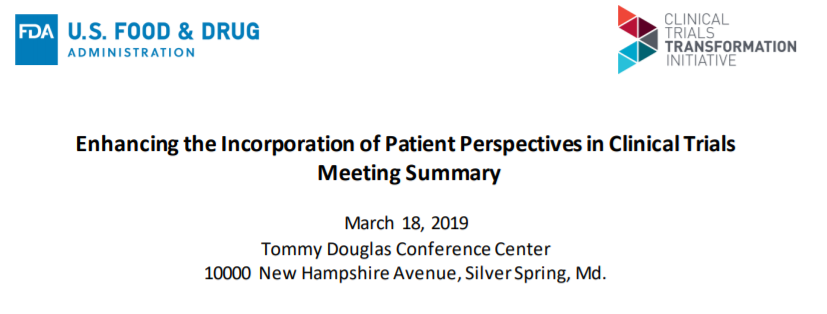 FDA U.S. FOOD & DRUG
ADMINISTRATION
CLINICAL
TRIALS
TRANSFORMATION
INITIATIVE
Enhancing the Incorporation of Patient Perspectives in Clinical Trials
Meeting Summary
March 18, 2019
Tommy Douglas Conference Center
10000 New Hampshire Avenue, Silver Spring, Md.